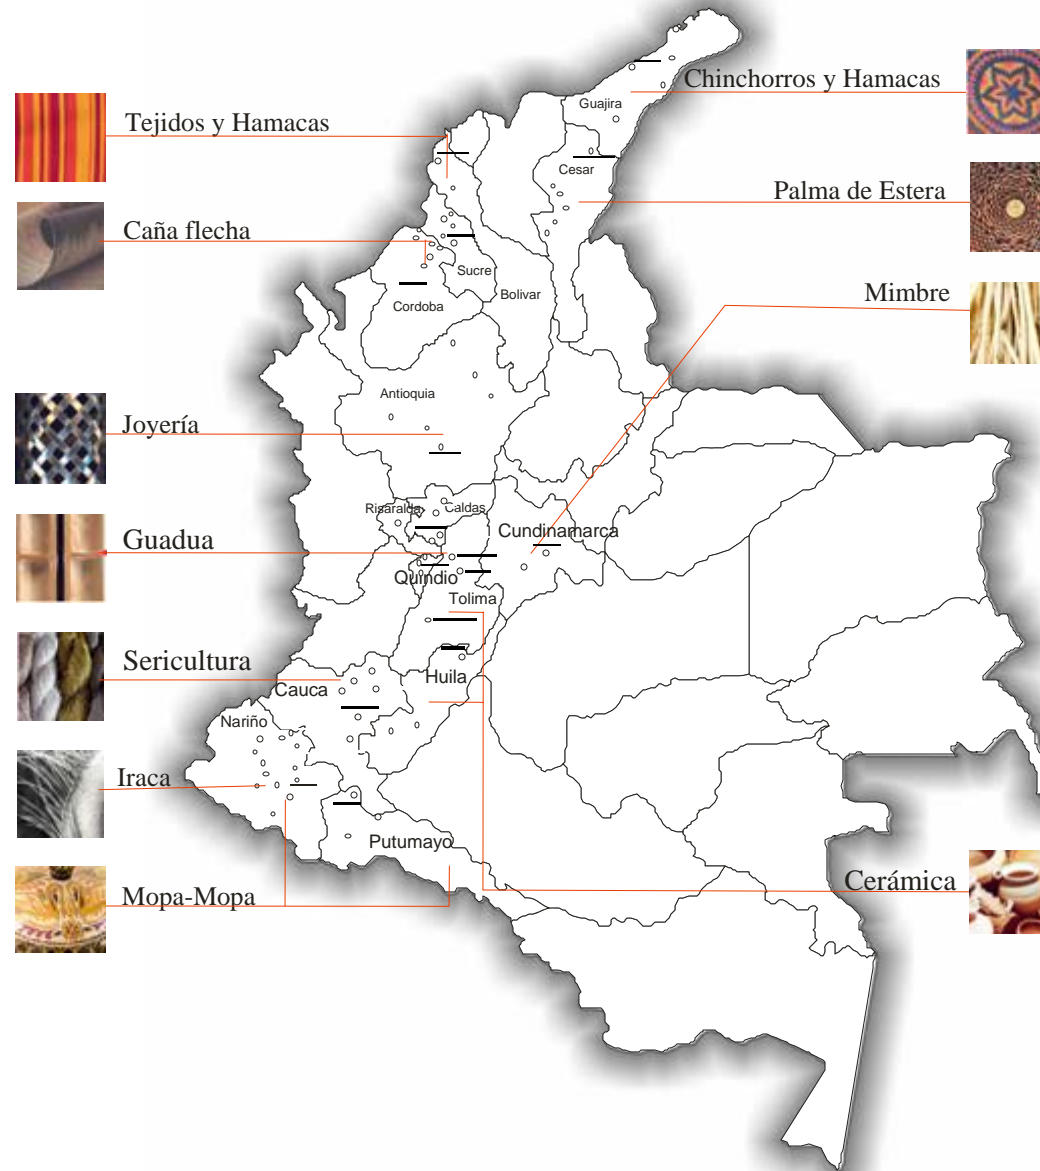 Chinchorros y Hamacas
Guajira
Tejidos y Hamacas
Cesar
Palma de Estera
Caña flecha
Sucre
Bolivar
Mimbre
Cordoba
Antioquia
Joyería
Risaralda
Caldas
Cundinamarca
Guadua
Quindio
Tolima
Sericultura
Huila
Cauca
Nariño
Iraca
Putumayo
Cerámica
Mopa-Mopa